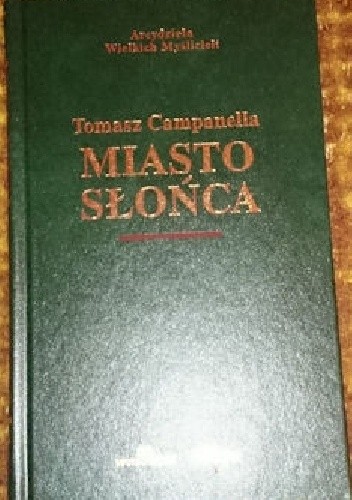 Arcydzieła
Wielkich Myślicieli
Tomasz Campanella
MIASTO
SŁOŃCA